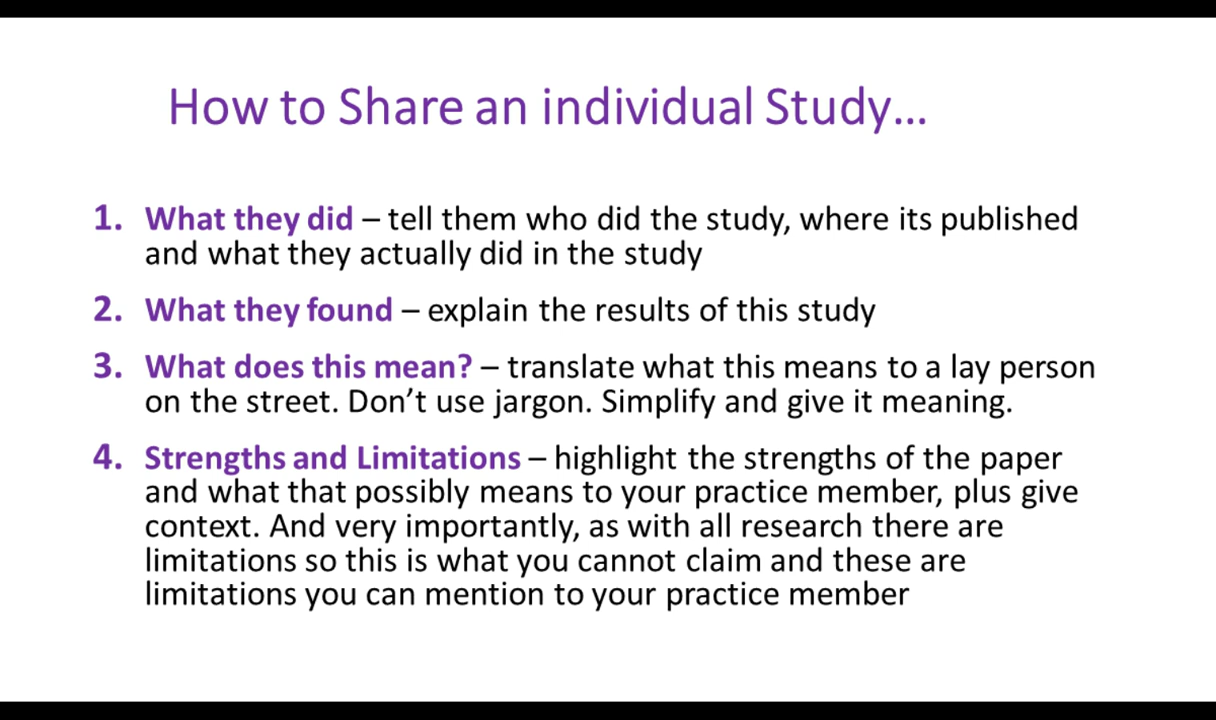 How to Share an individual Study...
1. What they did – tell them who did the study, where its published
and what they actually did in the study
2. What they found – explain the results of this study
3. What does this mean? – translate what this means to a lay person
on the street. Don’t use jargon. Simplify and give it meaning.
4. Strengths and Limitations – highlight the strengths of the paper
and what that possibly means to your practice member, plus give
context. And very importantly, as with all research there are
limitations so this is what you cannot claim and these are
limitations you can mention to your practice member